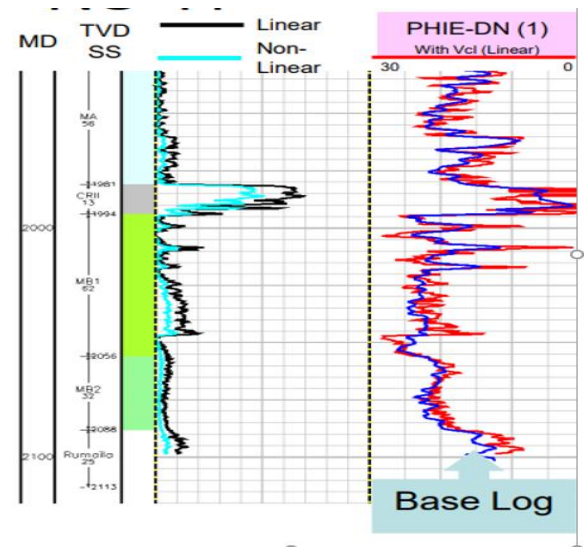 MD
TVD
SS
Linear
Non-
Linear
PHIE-DN (1)
With Vcl (Linear)
30 0
MA
56
1981
CRII
13
1994
2000
MB1
62
2056
MB2
32
2088
2100
Rumaila
25
2113
Base Log